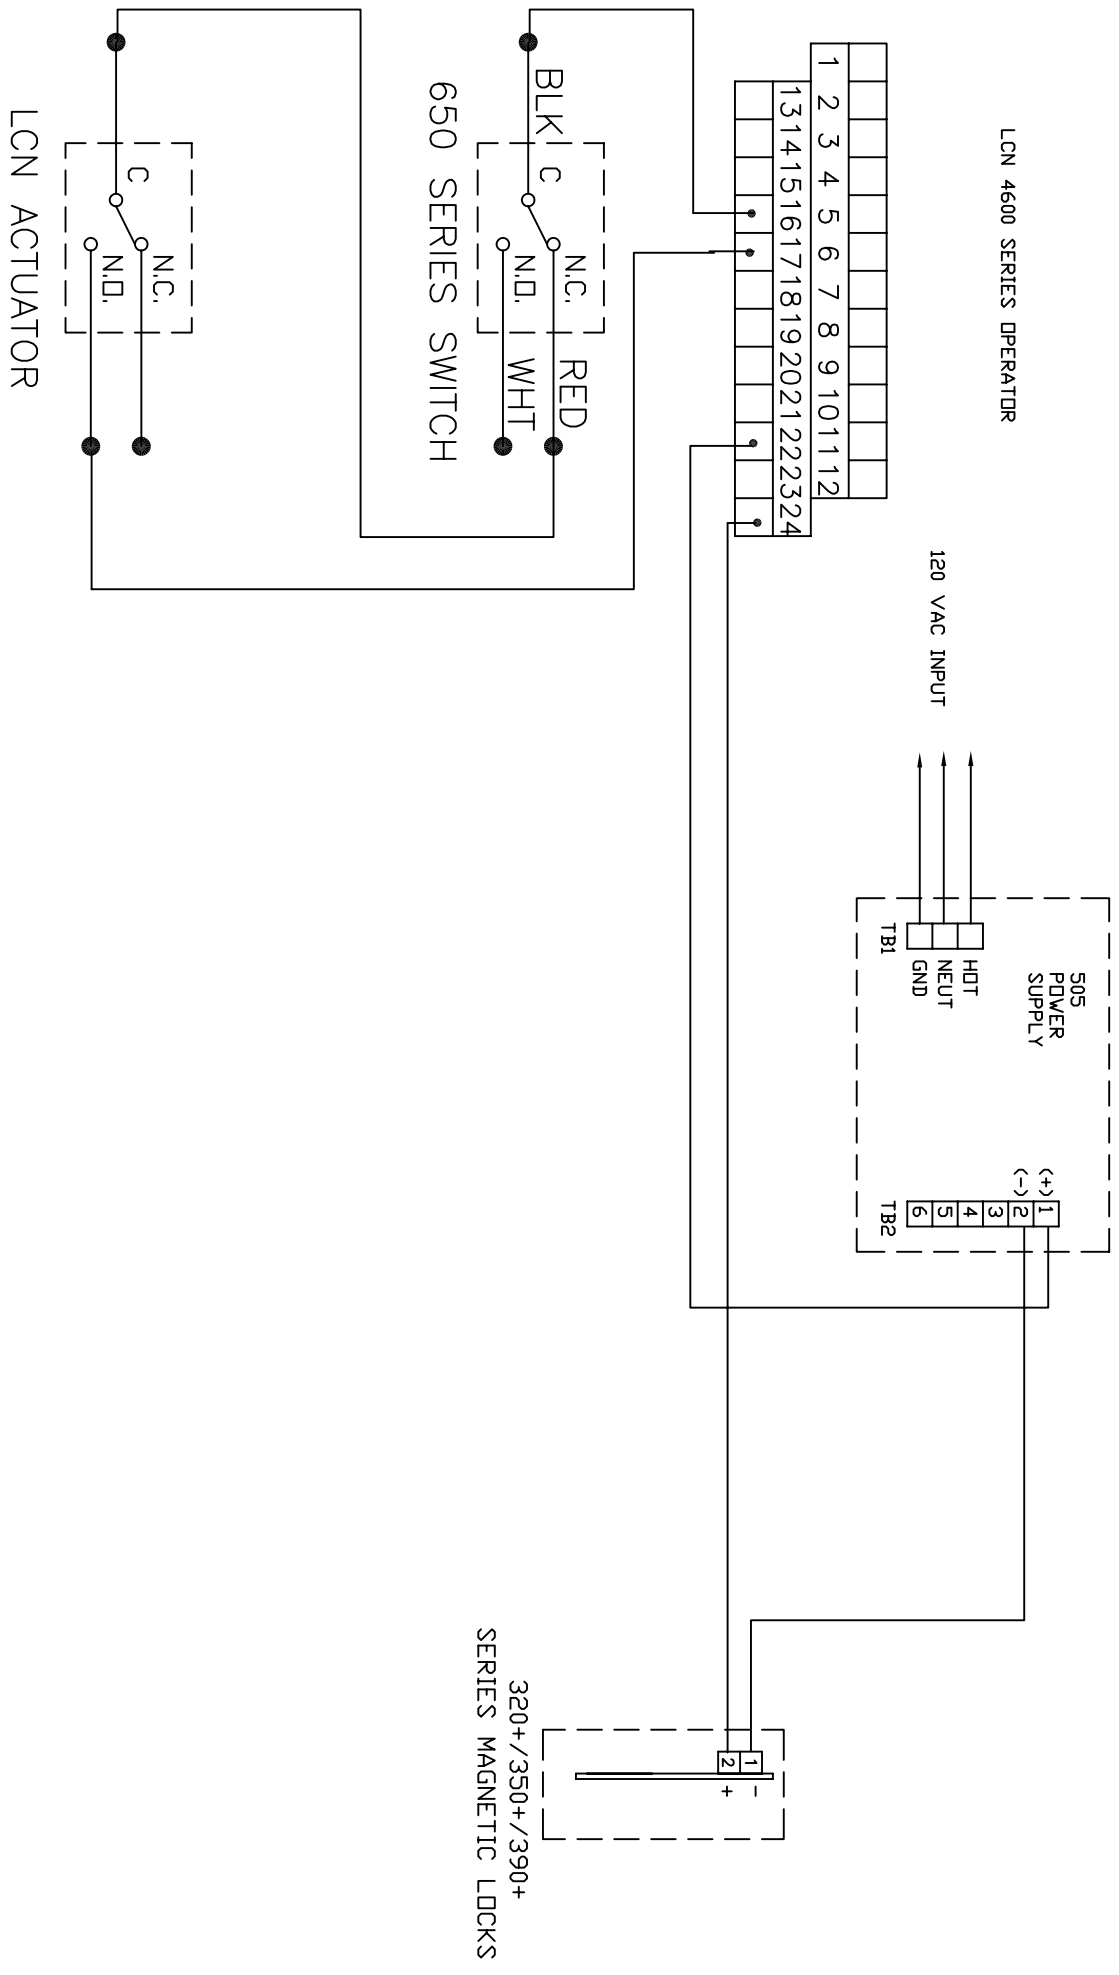 LCN 4600 SERIES OPERATOR
1 2 3 4 5 6 7 8 9 10 11 12
13 14 15 16 17 18 19 20 21 22 23 24
BLK
C
N.C.
N.O.
RED
WHT
650 SERIES SWITCH
C
N.C.
N.O.
LCN ACTUATOR
120 VAC INPUT
505
POWER
SUPPLY
HOT
NEUT
GND
TB1
(+)
(-)
1
2
3
4
5
6
TB2
1 -
2 +
320+/350+/390+
SERIES MAGNETIC LOCKS